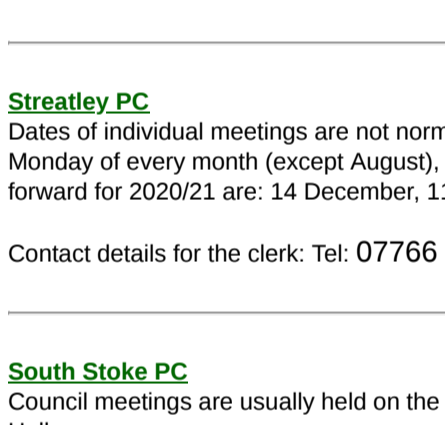 Streatley PC
Dates of individual meetings are not
Monday of every month (except August),
forward for 2020/21 are: 14 December,
Contact details for the clerk: Tel: 07766
South Stoke PC
Council meetings are usually held on the